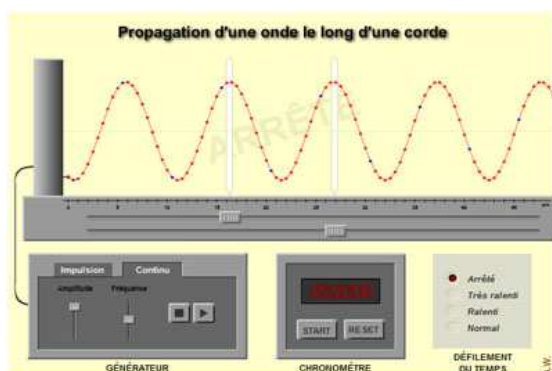 Propagation d'une onde le long d'une corde
ARRÊTÉ
Impulsion
Continu
Amplitude
Fréquence
START
RESET
Arrêté
Très ralenti
Ralenti
Normal
GÉNÉRATEUR
CHRONOMÈTRE
DÉFILEMENT
DU TEMPS